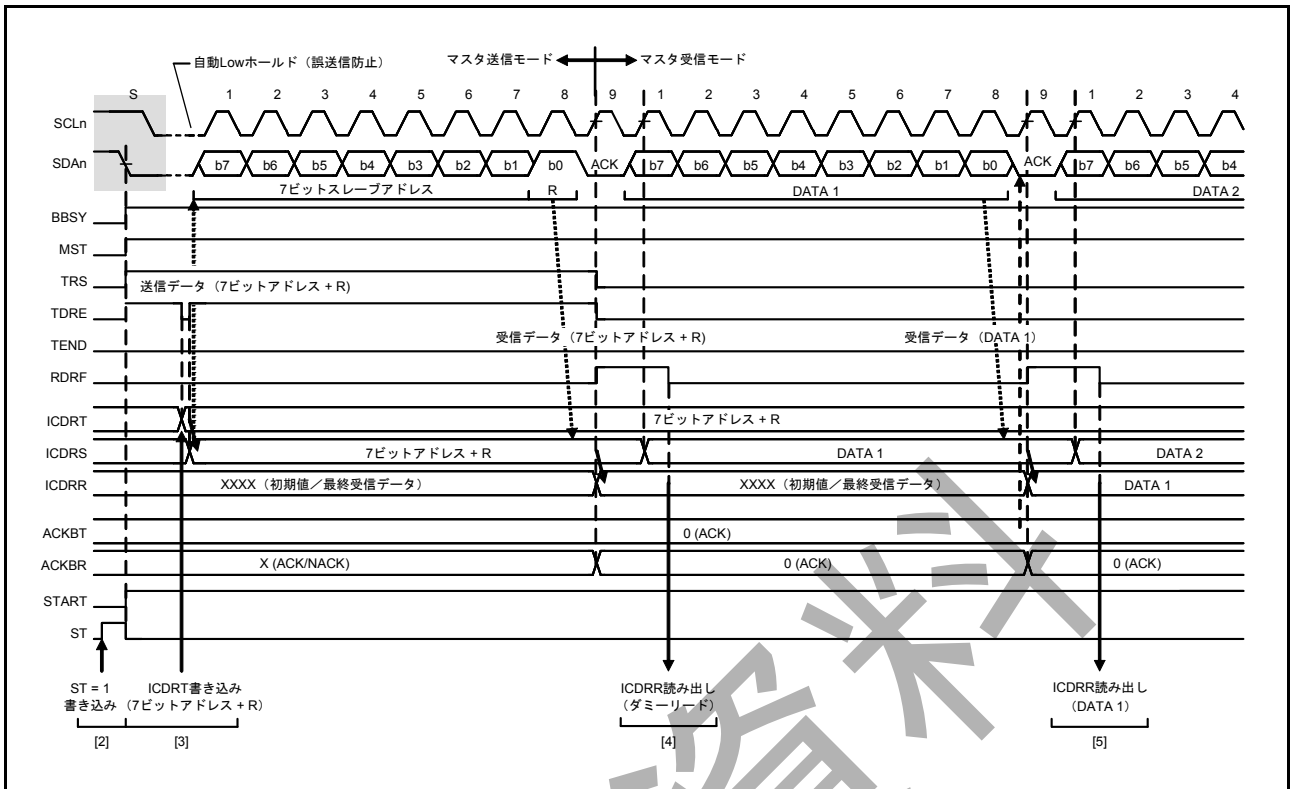 自動Lowホールド（誤送信防止）
マスタ送信モード マスタ受信モード
S 1 2 3 4 5 6 7 8 9 1 2 3 4 5 6 7 8 9 1 2 3 4
SCLn
SDAn b7 b6 b5 b4 b3 b2 b1 b0 ACK b7 b6 b5 b4 b3 b2 b1 b0 ACK b7 b6 b5 b4
7ビットスレーブアドレス R DATA 1 DATA 2
BBSY
MST
TRS
送信データ（7ビットアドレス + R)
TDRE
受信データ（7ビットアドレス + R) 受信データ（DATA 1）
TEND
RDRF
ICDRT 7ビットアドレス + R
ICDRS 7ビットアドレス + R DATA 1 DATA 2
ICDRR XXXX（初期値／最終受信データ） XXXX（初期値／最終受信データ） DATA 1
ACKBT 0 (ACK)
ACKBR X (ACK/NACK) 0 (ACK) 0 (ACK)
START
ST
ST = 1
書き込み
[2]
ICDRT書き込み
（7ビットアドレス + R）
[3]
ICDRR読み出し
（ダミーリード）
[4]
ICDRR読み出し
（DATA 1）
[5]
資料